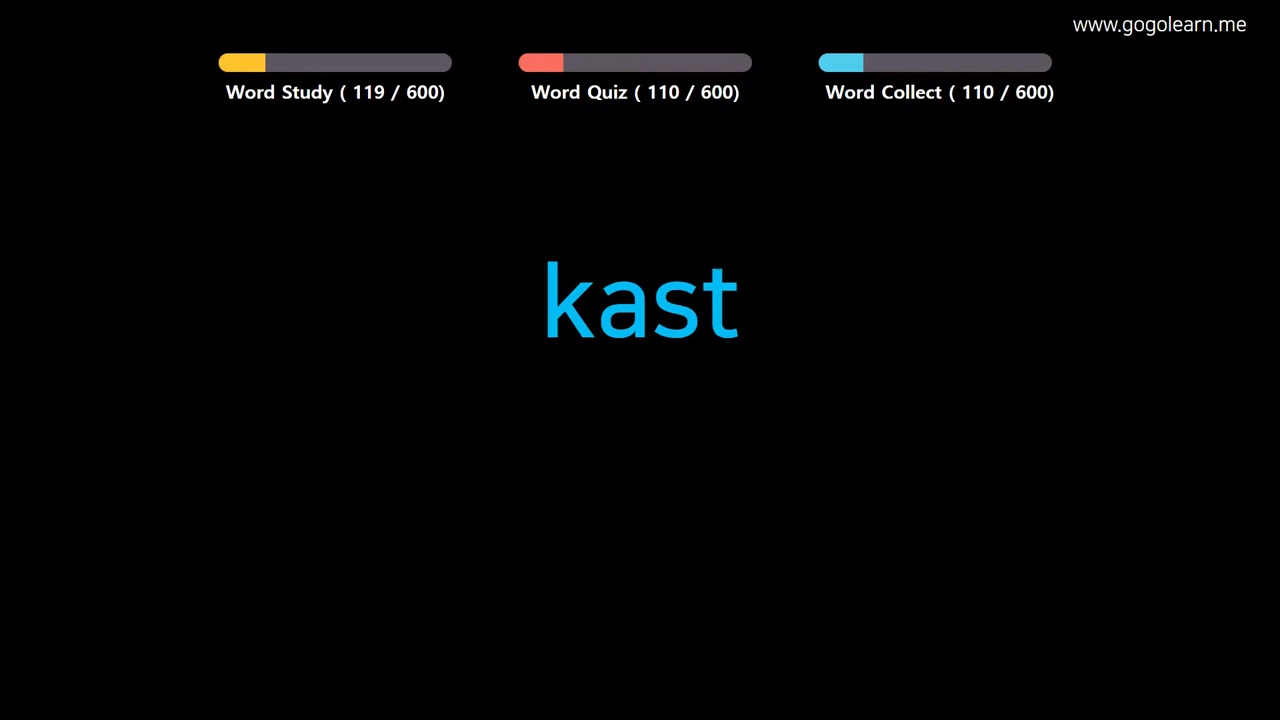 www.gogolearn.me
Word Study ( 119 / 600)
Word Quiz ( 110 / 600)
Word Collect ( 110 / 600)
kast